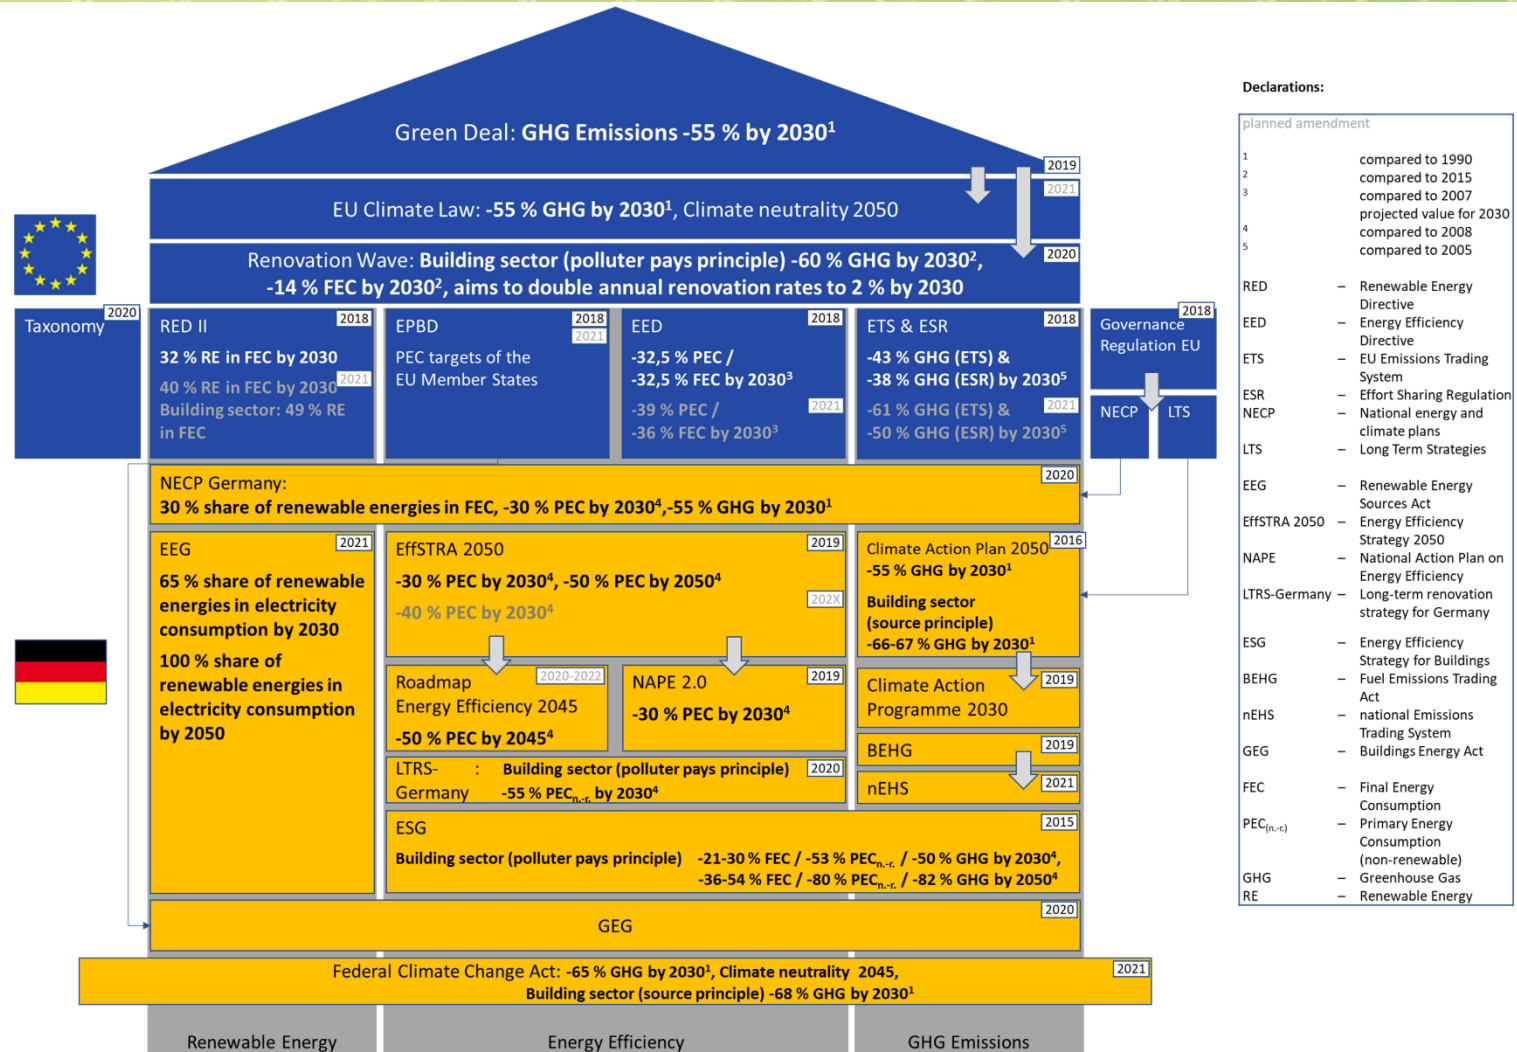 Green Deal: GHG Emissions -55 % by 2030¹
2019
EU Climate Law: -55 % GHG by 2030¹, Climate neutrality 2050
2021
Renovation Wave: Building sector (polluter pays principle) -60 % GHG by 2030²,
-14 % FEC by 2030², aims to double annual renovation rates to 2 % by 2030
2020
Taxonomy
2020
RED II
2018
32 % RE in FEC by 2030
40 % RE in FEC by 2030
2021
Building sector: 49 % RE
in FEC
EPBD
2018
2021
PEC targets of the
EU Member States
EED
2018
-32,5 % PEC /
-32,5 % FEC by 2030³
-39 % PEC /
2021
-36 % FEC by 2030³
ETS & ESR
2018
-43 % GHG (ETS) &
-38 % GHG (ESR) by 2030⁵
-61 % GHG (ETS) &
2021
-50 % GHG (ESR) by 2030⁵
2018
Governance
Regulation EU
NECP
LTS
NECP Germany:
2020
30 % share of renewable energies in FEC, -30 % PEC by 2030⁴,-55 % GHG by 2030¹
EEG
2021
65 % share of renewable
energies in electricity
consumption by 2030
100 % share of
renewable energies in
electricity consumption
by 2050
EffSTRA 2050
2019
-30 % PEC by 2030⁴, -50 % PEC by 2050⁴
202X
-40 % PEC by 2030⁴
Climate Action Plan 2050
2016
-55 % GHG by 2030¹
Building sector
(source principle)
-66-67 % GHG by 2030¹
Roadmap
2020-2022
Energy Efficiency 2045
-50 % PEC by 2045⁴
NAPE 2.0
2019
-30 % PEC by 2030⁴
Climate Action
2019
Programme 2030
BEHG
2019
nEHS
2021
LTRS- : Building sector (polluter pays principle)
2020
Germany -55 % PECn.-r. by 2030⁴
ESG
2015
Building sector (polluter pays principle) -21-30 % FEC / -53 % PECn.-r. / -50 % GHG by 2030⁴,
-36-54 % FEC / -80 % PECn.-r. / -82 % GHG by 2050⁴
GEG
2020
Federal Climate Change Act: -65 % GHG by 2030¹, Climate neutrality 2045,
2021
Building sector (source principle) -68 % GHG by 2030¹
Renewable Energy
Energy Efficiency
GHG Emissions
Declarations:
planned amendment
1 compared to 1990
2 compared to 2015
3 compared to 2007
projected value for 2030
4 compared to 2008
5 compared to 2005
RED – Renewable Energy
Directive
EED – Energy Efficiency
Directive
ETS – EU Emissions Trading
System
ESR – Effort Sharing Regulation
NECP – National energy and
climate plans
LTS – Long Term Strategies
EEG – Renewable Energy
Sources Act
EffSTRA 2050 – Energy Efficiency
Strategy 2050
NAPE – National Action Plan on
Energy Efficiency
LTRS-Germany – Long-term renovation
strategy for Germany
ESG – Energy Efficiency
Strategy for Buildings
BEHG – Fuel Emissions Trading
Act
nEHS – national Emissions
Trading System
GEG – Buildings Energy Act
FEC – Final Energy
Consumption
PEC(n.-r.) – Primary Energy
Consumption
(non-renewable)
GHG – Greenhouse Gas
RE – Renewable Energy